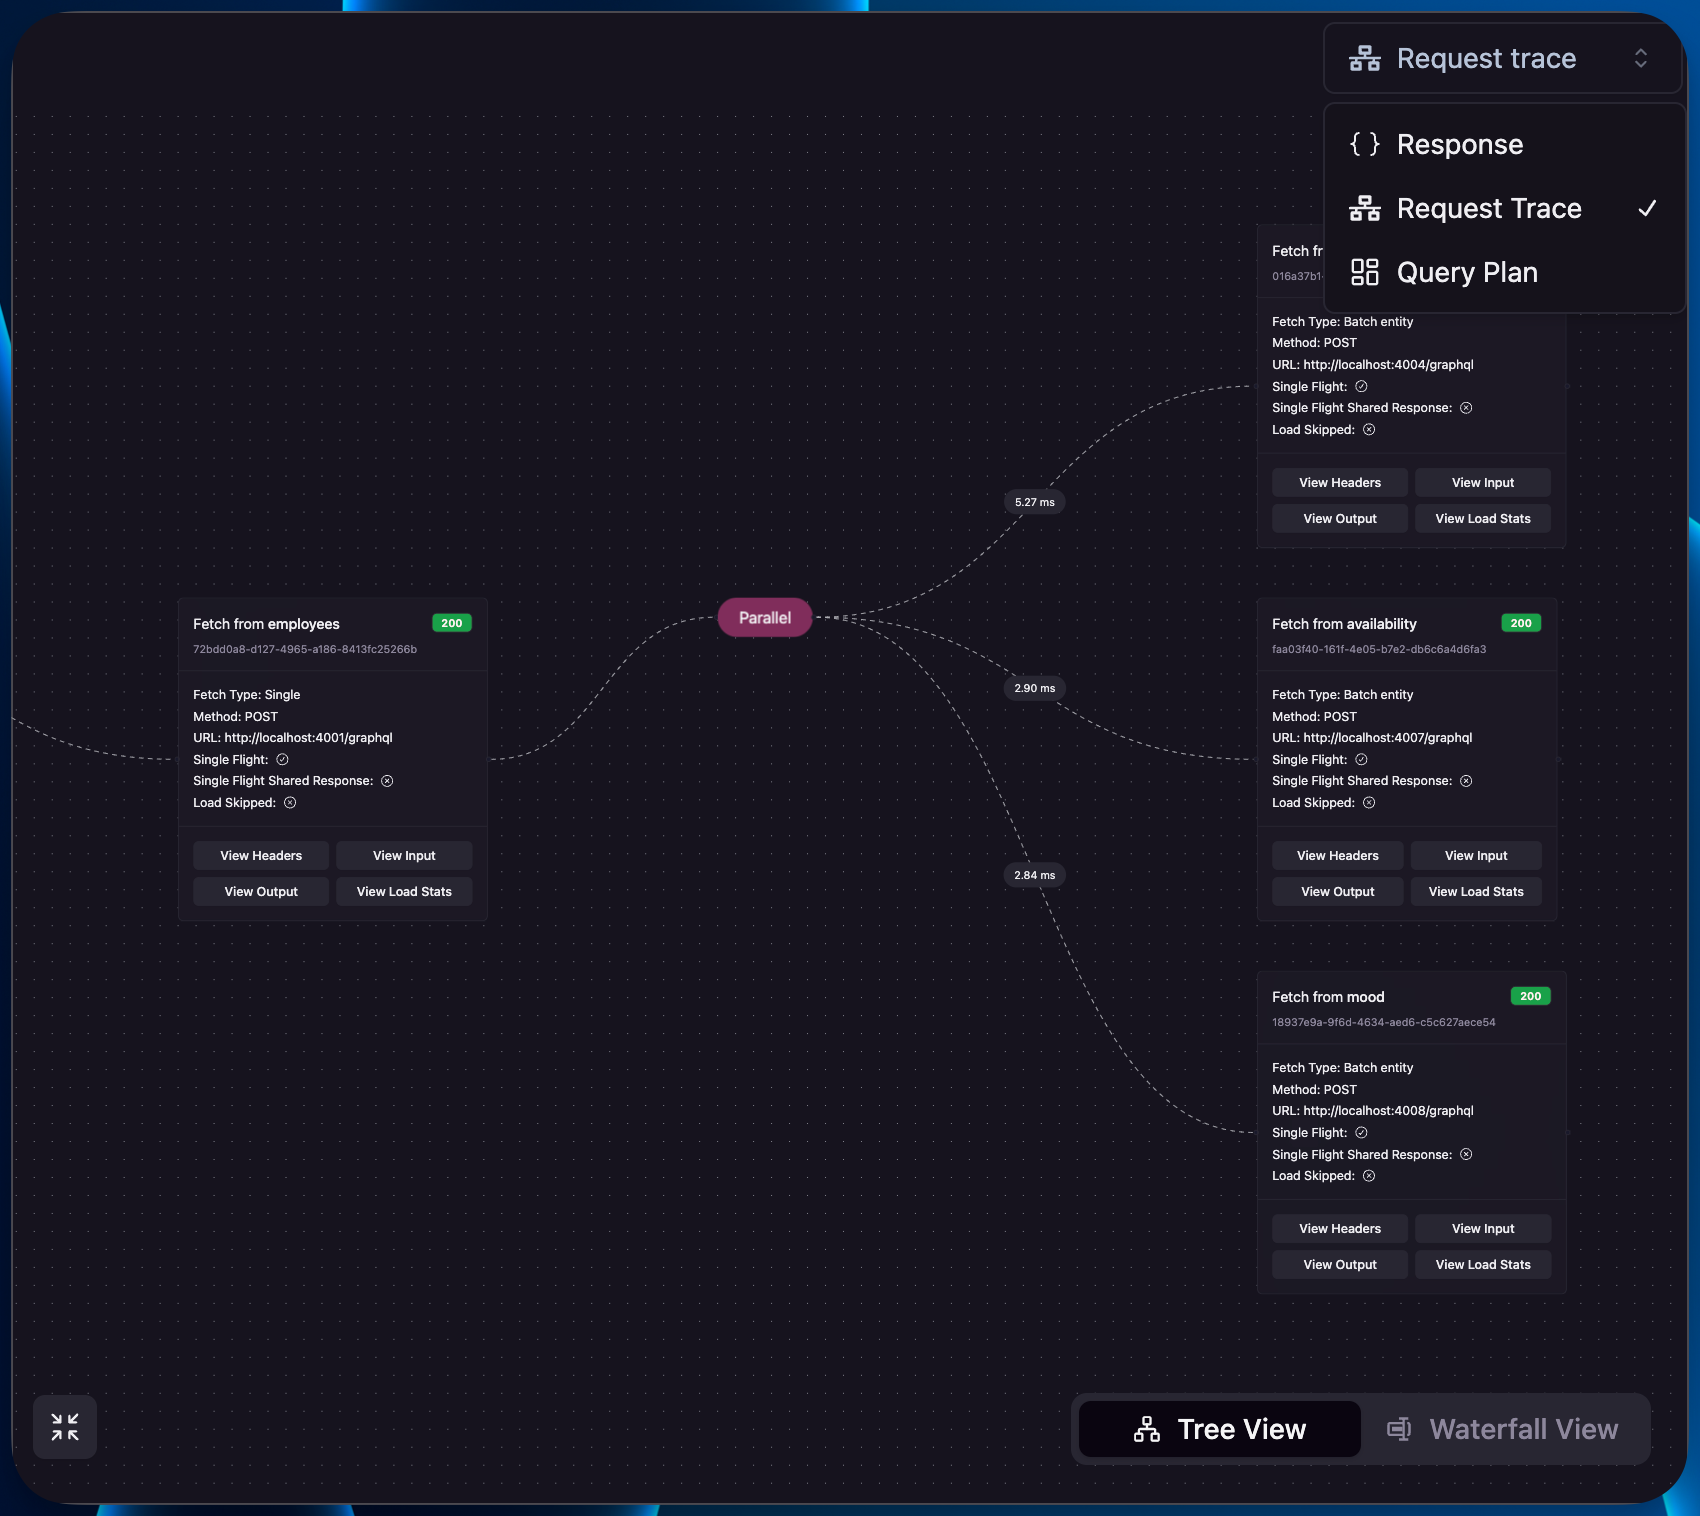 Request trace
Response
Request Trace
Query Plan
Fetch
016a37b1-
Fetch Type: Batch entity
Method: POST
URL: http://localhost:4004/graphql
Single Flight:
Single Flight Shared Response:
Load Skipped:
View Headers
View Input
View Output
View Load Stats
5.27 ms
Parallel
2.90 ms
2.84 ms
Fetch from employees
200
72bdd0a8-d127-4965-a186-8413fc25266b
Fetch Type: Single
Method: POST
URL: http://localhost:4001/graphql
Single Flight:
Single Flight Shared Response:
Load Skipped:
View Headers
View Input
View Output
View Load Stats
Fetch from availability
200
faa03f40-161f-4e05-b7e2-db6c6a4d6fa3
Fetch Type: Batch entity
Method: POST
URL: http://localhost:4007/graphql
Single Flight:
Single Flight Shared Response:
Load Skipped:
View Headers
View Input
View Output
View Load Stats
Fetch from mood
200
18937e9a-9f6d-4634-aed6-c5c627aece54
Fetch Type: Batch entity
Method: POST
URL: http://localhost:4008/graphql
Single Flight:
Single Flight Shared Response:
Load Skipped:
View Headers
View Input
View Output
View Load Stats
Tree View
Waterfall View